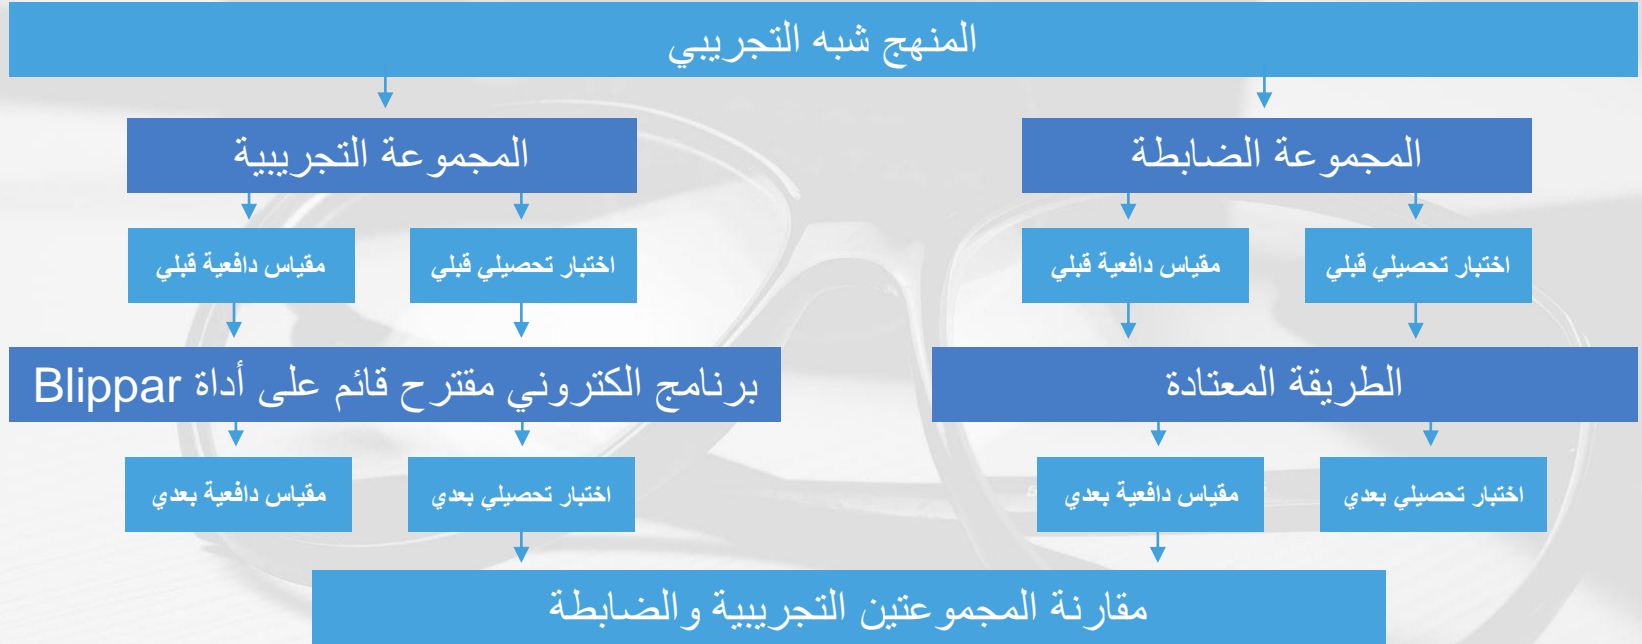 المنهج شبه التجريبي
المجموعة الضابطة
المجموعة التجريبية
اختبار تحصيلي قبلي
مقياس دافعية قبلي
اختبار تحصيلي قبلي
مقياس دافعية قبلي
الطريقة المعتادة
برنامج الكتروني مقترح قائم على أداة Blippar
اختبار تحصيلي بعدي
مقياس دافعية بعدي
اختبار تحصيلي بعدي
مقياس دافعية بعدي
مقارنة المجموعتين التجريبية والضابطة